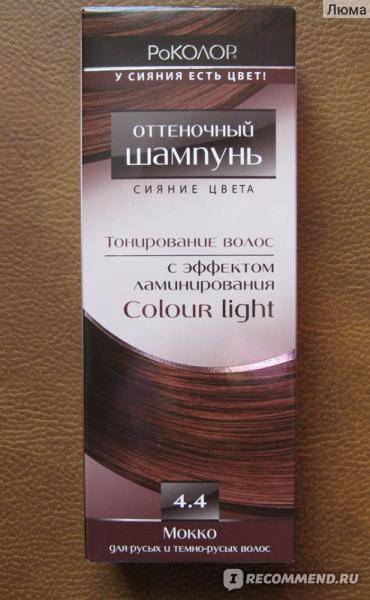 Люма
РоКОЛОР®
У СИЯНИЯ ЕСТЬ ЦВЕТ!
ОТТЕНОЧНЫЙ
ШАМПУНЬ
СИЯНИЕ ЦВЕТА
Тонирование волос
С ЭФФЕКТОМ
ЛАМИНИРОВАНИЯ
Colour light
4.4
Мокко
для русых и темно-русых волос
IRECOMMEND.RU